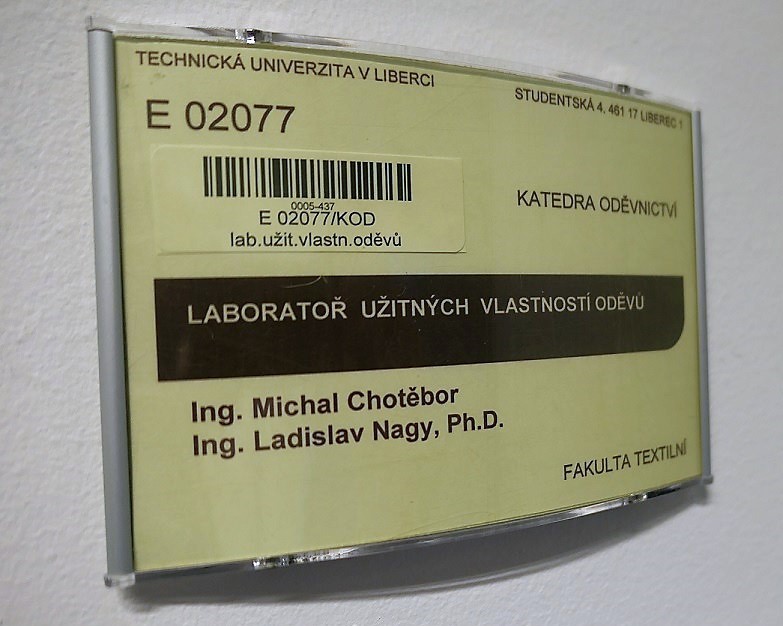 TECHNICKÁ UNIVERZITA V LIBERCI
STUDENTSKÁ 4, 461 17 LIBEREC 1
E 02077
0005-437
E 02077/KOD
lab.užit.vlastn.oděvů
KATEDRA ODĚVNICTVÍ
LABORATOŘ UŽITNÝCH VLASTNOSTÍ ODĚVŮ
Ing. Michal Chotěbor
Ing. Ladislav Nagy, Ph.D.
FAKULTA TEXTILNÍ